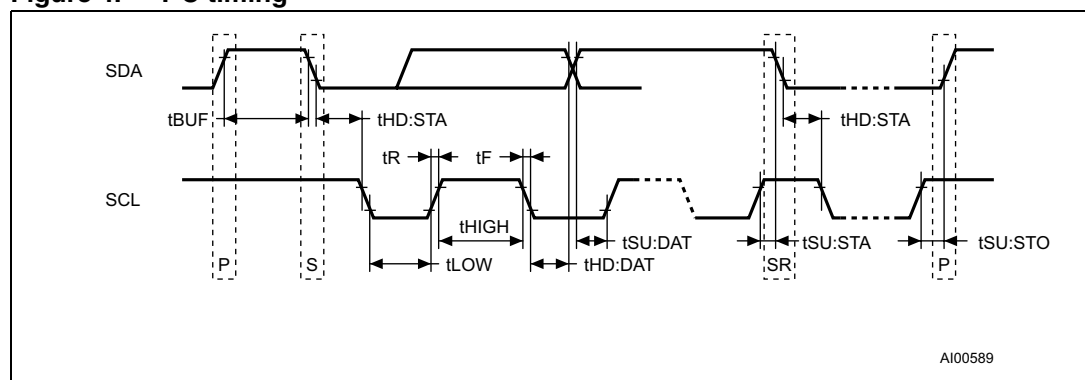 SDA
tBUF
tHD:STA
tHD:STA
tR
tF
SCL
tHIGH
tSU:DAT
tSU:STA
tSU:STO
P
S
tLOW
tHD:DAT
SR
P
AI00589